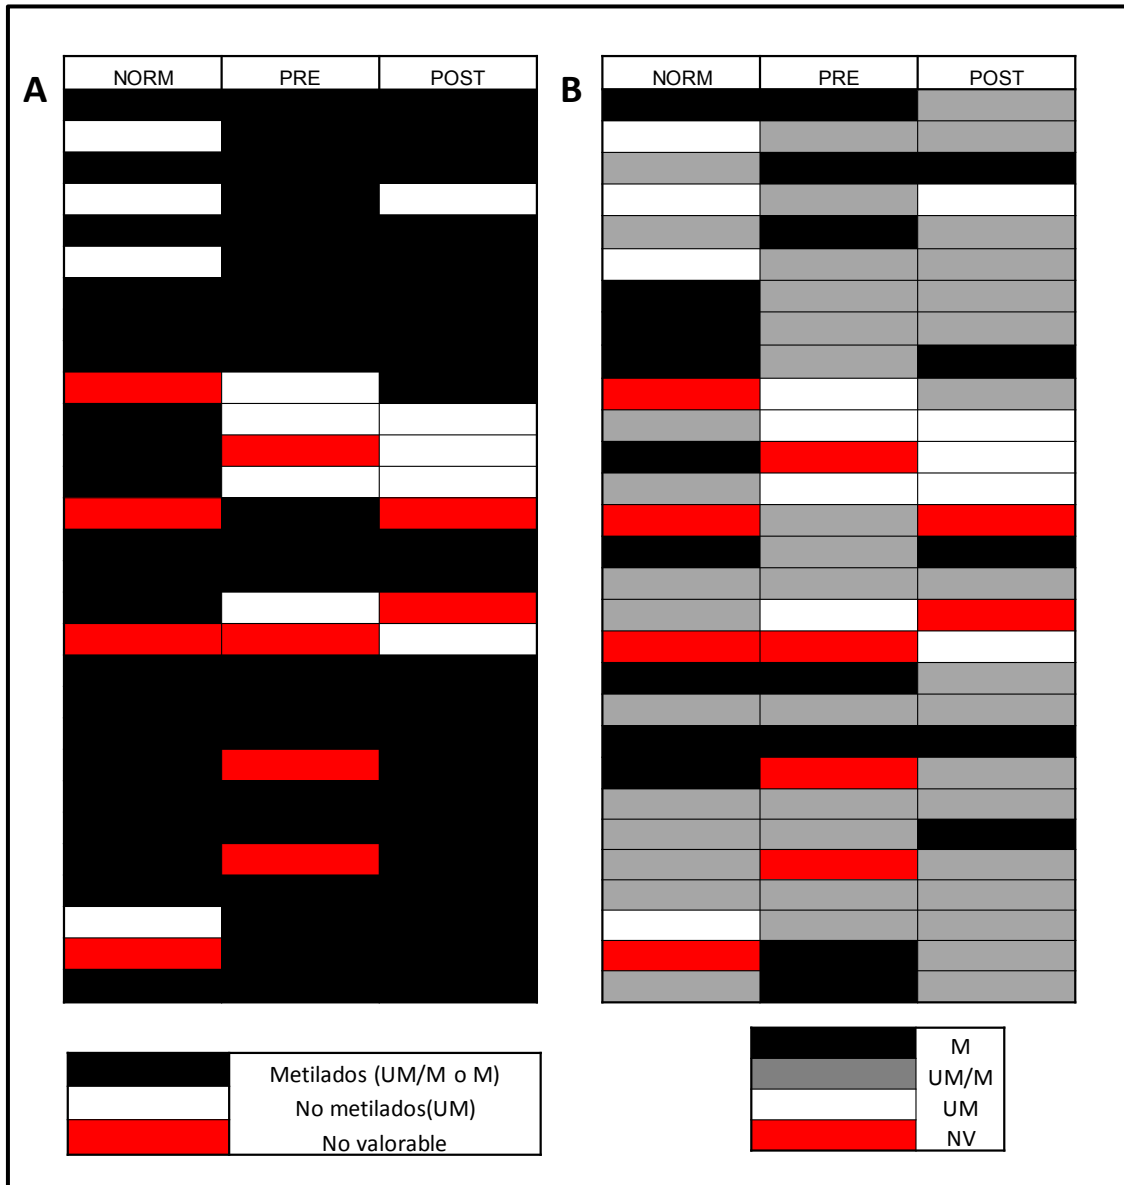 A
NORM PRE POST
B
NORM PRE POST
Metilados (UM/M o M)
No metilados(UM)
No valorable
M
UM/M
UM
NV